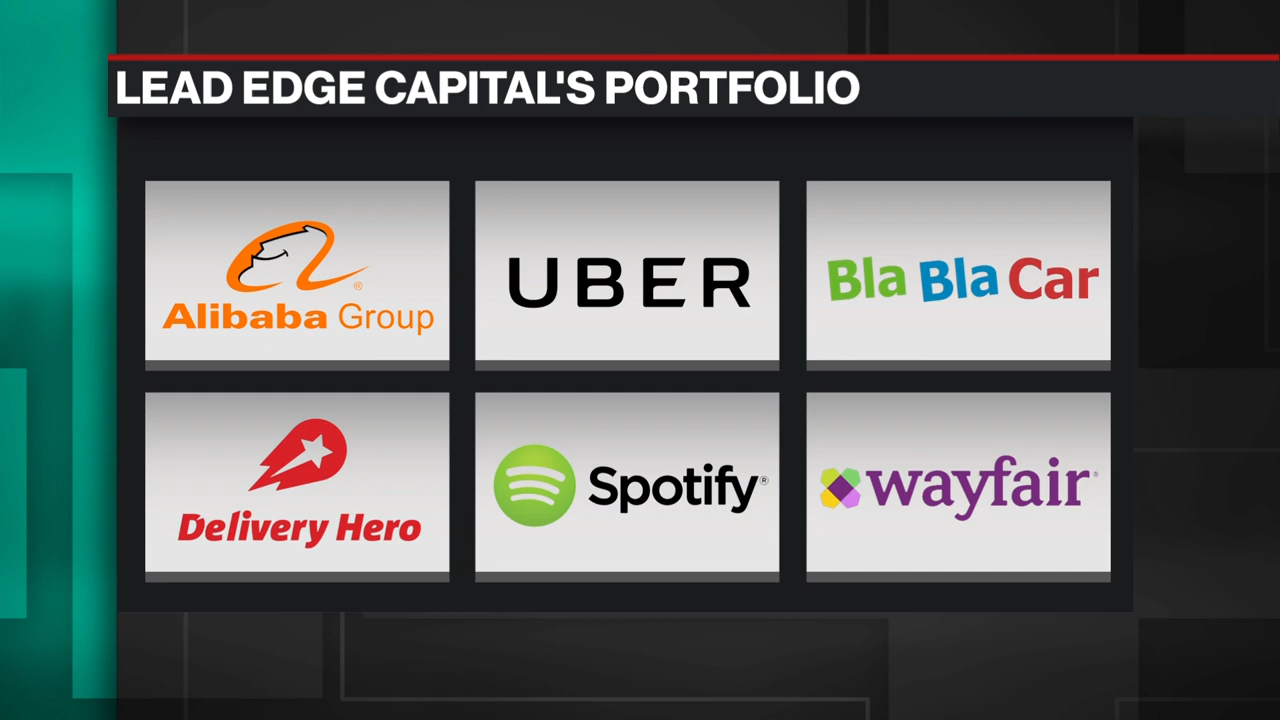 LEAD EDGE CAPITAL'S PORTFOLIO
Alibaba Group
UBER
Bla Bla Car
Delivery Hero
Spotify®
wayfair®